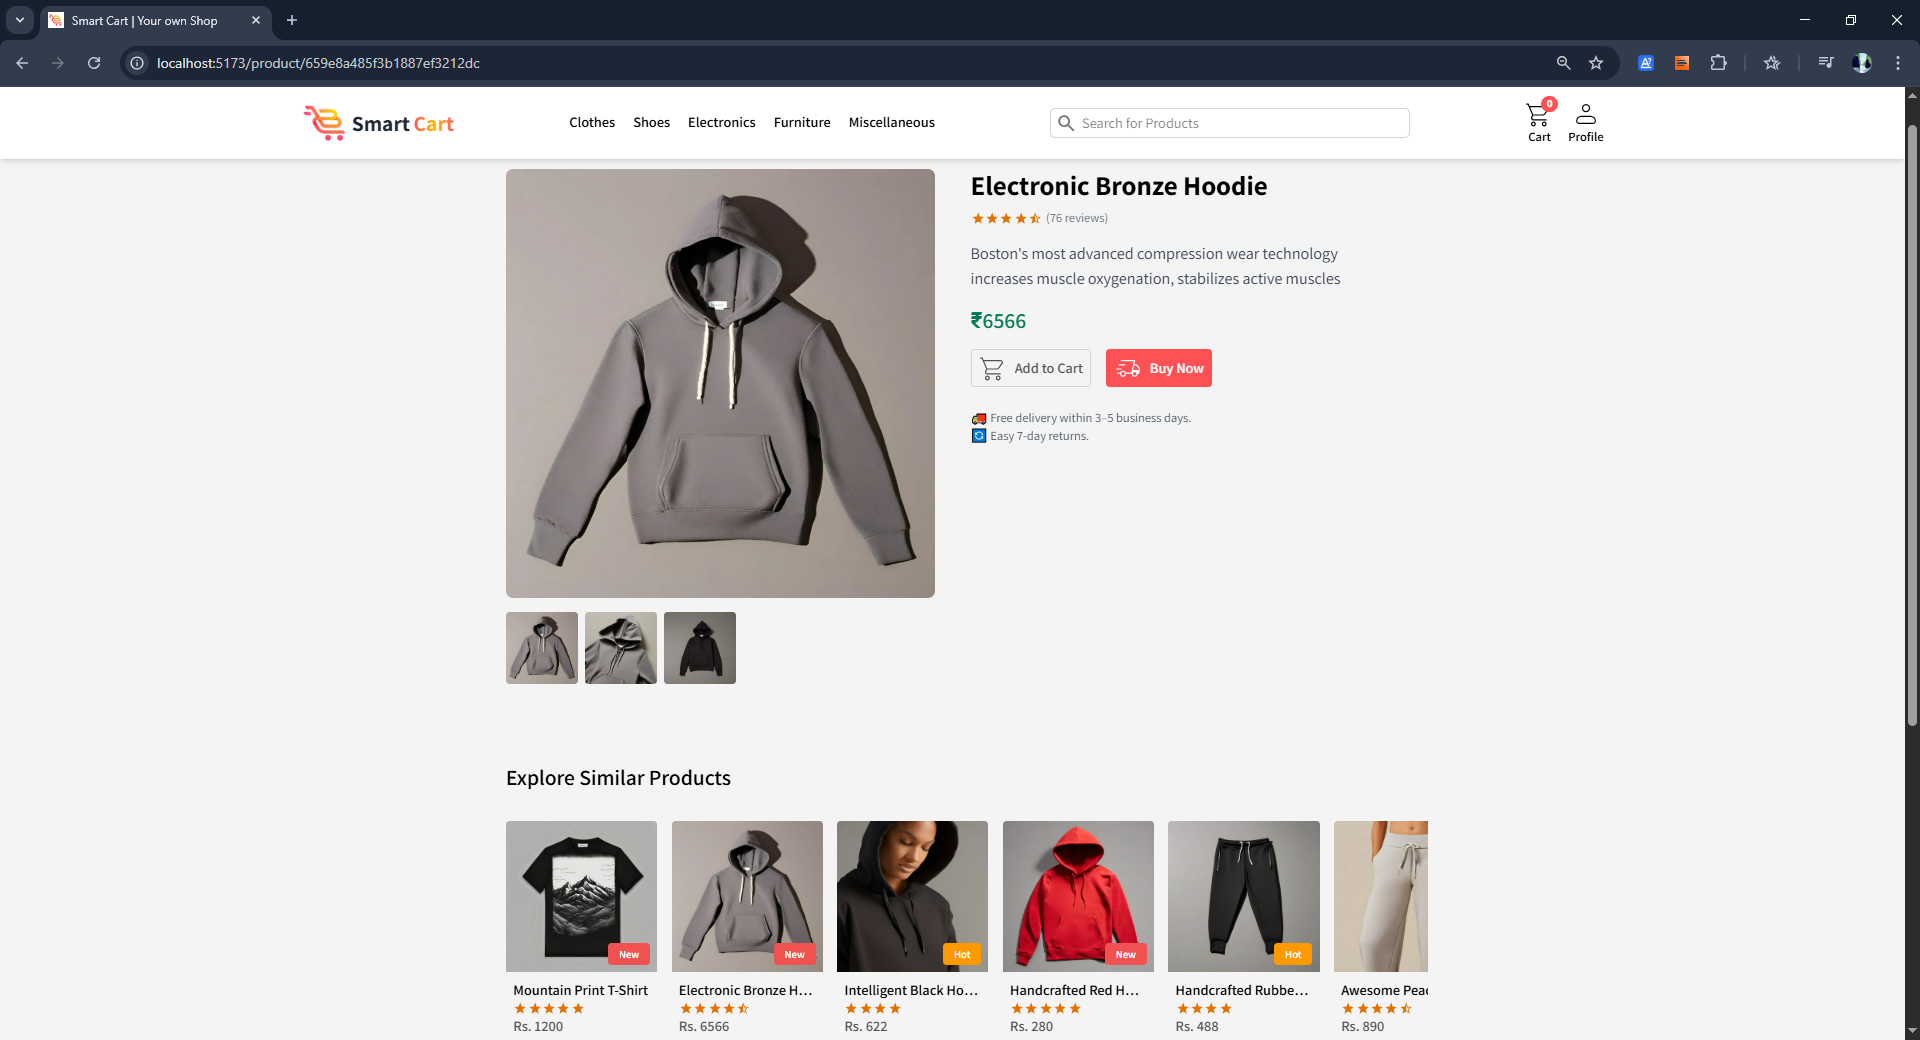 Smart Cart | Your own Shop
localhost:5173/product/659e8a485f3b1887ef3212dc
Smart Cart
Clothes Shoes Electronics Furniture Miscellaneous
Search for Products
0
Cart
Profile
Electronic Bronze Hoodie
(76 reviews)
Boston's most advanced compression wear technology
increases muscle oxygenation, stabilizes active muscles
₹6566
Add to Cart
Buy Now
Free delivery within 3–5 business days.
Easy 7-day returns.
Explore Similar Products
New
New
Hot
New
Hot
Mountain Print T-Shirt
Electronic Bronze H...
Intelligent Black Ho...
Handcrafted Red H...
Handcrafted Rubbe...
Awesome Peac
Rs. 1200
Rs. 6566
Rs. 622
Rs. 280
Rs. 488
Rs. 890